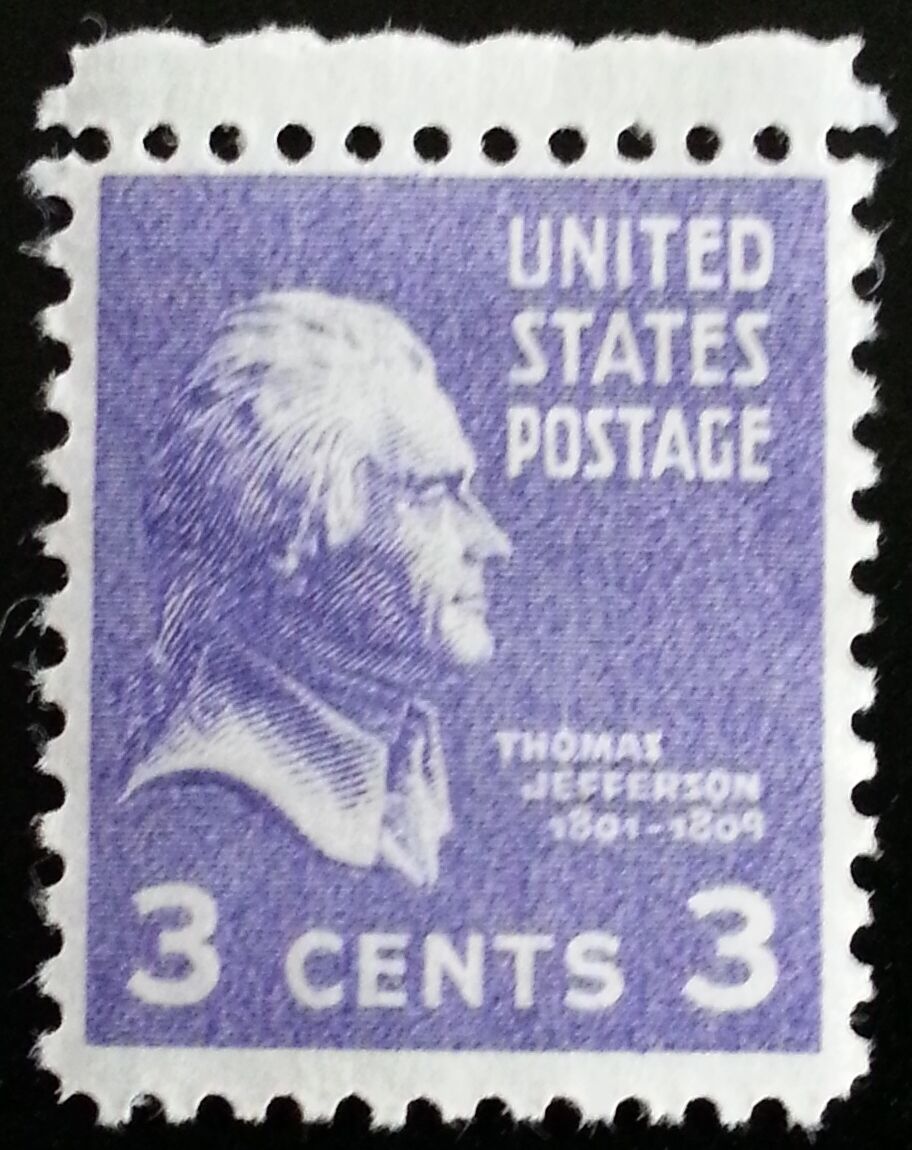 UNITED
STATES
POSTAGE
THOMAS
JEFFERSON
1801-1809
3 CENTS 3